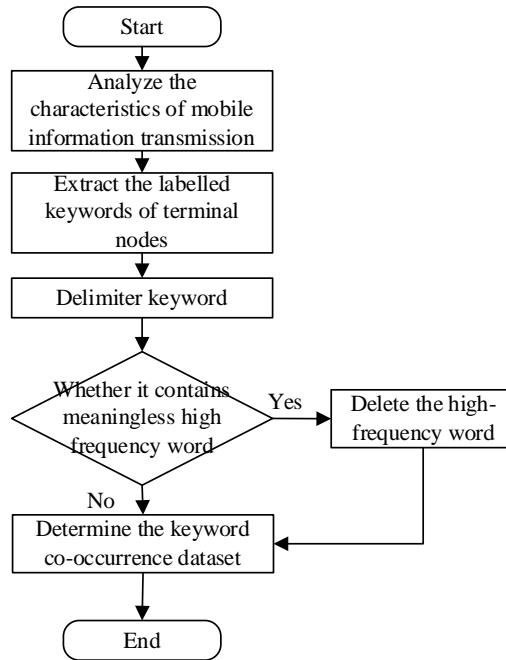 Start
Analyze the
characteristics of mobile
information transmission
Extract the labelled
keywords of terminal
nodes
Delimiter keyword
Whether it contains
meaningless high
frequency word
Yes
Delete the high-
frequency word
No
Determine the keyword
co-occurrence dataset
End